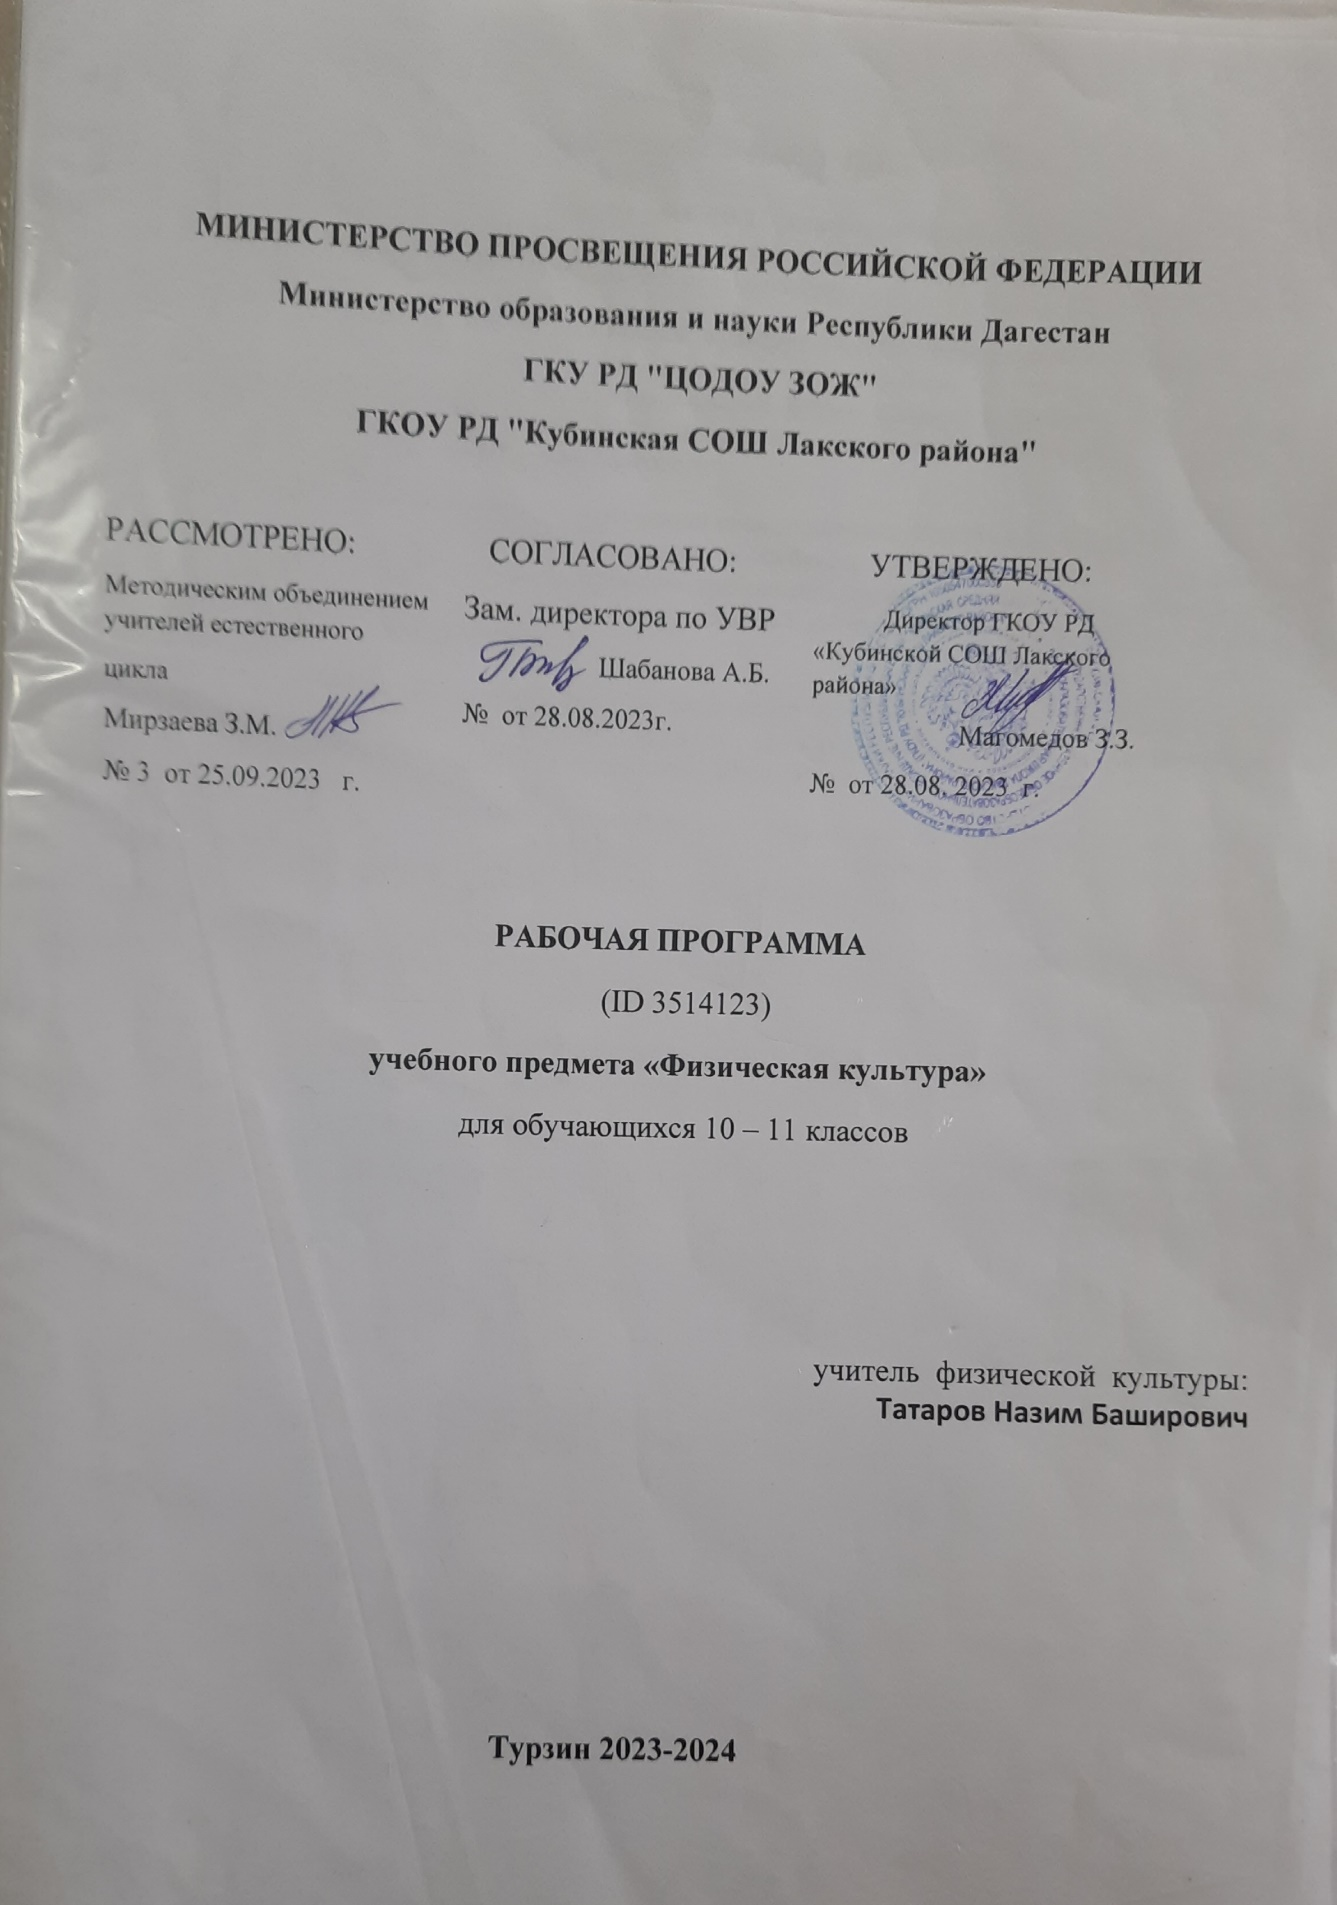 МИНИСТЕРСТВО ПРОСВЕЩЕНИЯ РОССИЙСКОЙ ФЕДЕРАЦИИ
Министерство образования и науки Республики Дагестан
ГКУ РД "ЦОДОУ ЗОЖ"
ГКОУ РД "Кубинская СОШ Лакского района"
РАССМОТРЕНО:
Методическим объединением
учителей естественного
цикла
Мирзаева З.М.
№ 3 от 25.09.2023 г.
СОГЛАСОВАНО:
Зам. директора по УВР
Шабанова А.Б.
№ от 28.08.2023г.
УТВЕРЖДЕНО:
Директор ГКОУ РД
«Кубинской СОШ Лакского
района»
Магомедов З.З.
№ от 28.08. 2023 г.
РАБОЧАЯ ПРОГРАММА
(ID 3514123)
учебного предмета «Физическая культура»
для обучающихся 10 – 11 классов
учитель физической культуры:
Татаров Назим Баширович
Турзин 2023-2024